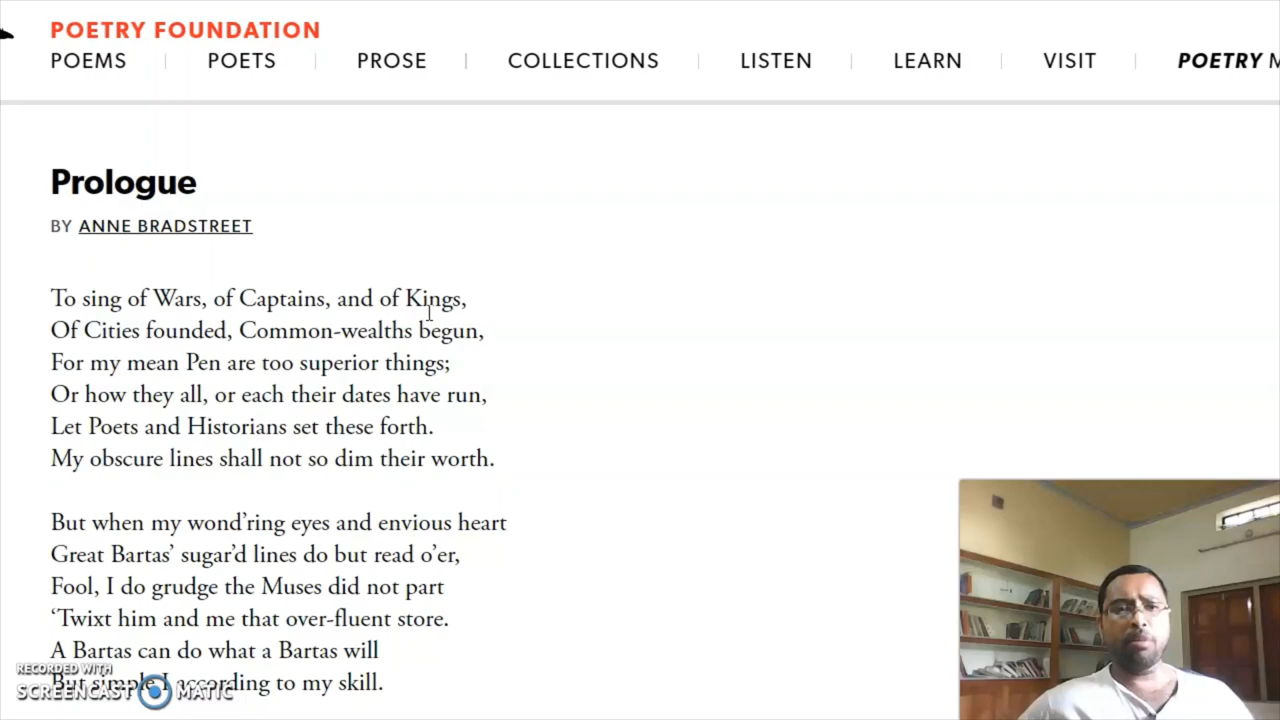 POETRY FOUNDATION
POEMS POETS PROSE COLLECTIONS LISTEN LEARN VISIT POETRY M
Prologue
BY ANNE BRADSTREET
To sing of Wars, of Captains, and of Kings,
Of Cities founded, Common-wealths begun,
For my mean Pen are too superior things;
Or how they all, or each their dates have run,
Let Poets and Historians set these forth.
My obscure lines shall not so dim their worth.
But when my wond’ring eyes and envious heart
Great Bartas’ sugar’d lines do but read o’er,
Fool, I do grudge the Muses did not part
‘Twixt him and me that over-fluent store.
A Bartas can do what a Bartas will
But simple I according to my skill.
RECORDED WITH
SCREENCAST MATIC